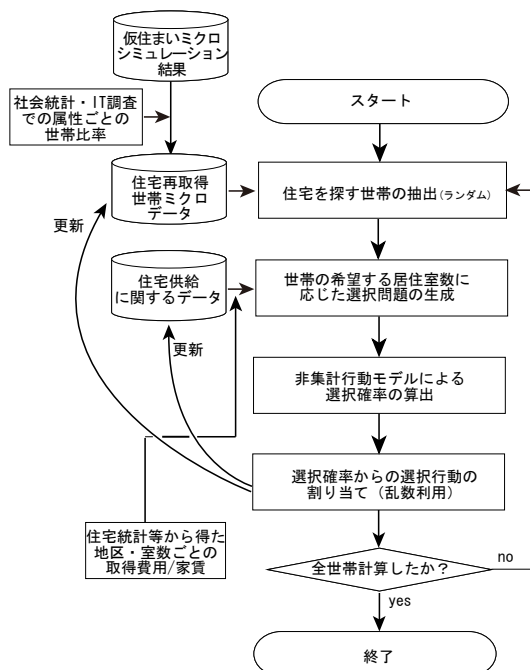 仮住まいミクロ
シミュレーション
結果
社会統計・IT調査
での属性ごとの
世帯比率
スタート
住宅再取得
世帯ミクロ
データ
住宅を探す世帯の抽出(ランダム)
更新
住宅供給
に関するデータ
世帯の希望する居住室数に
応じた選択問題の生成
更新
非集計行動モデルによる
選択確率の算出
選択確率からの選択行動の
割り当て（乱数利用）
住宅統計等から得た
地区・室数ごとの
取得費用/家賃
全世帯計算したか？
no
yes
終了